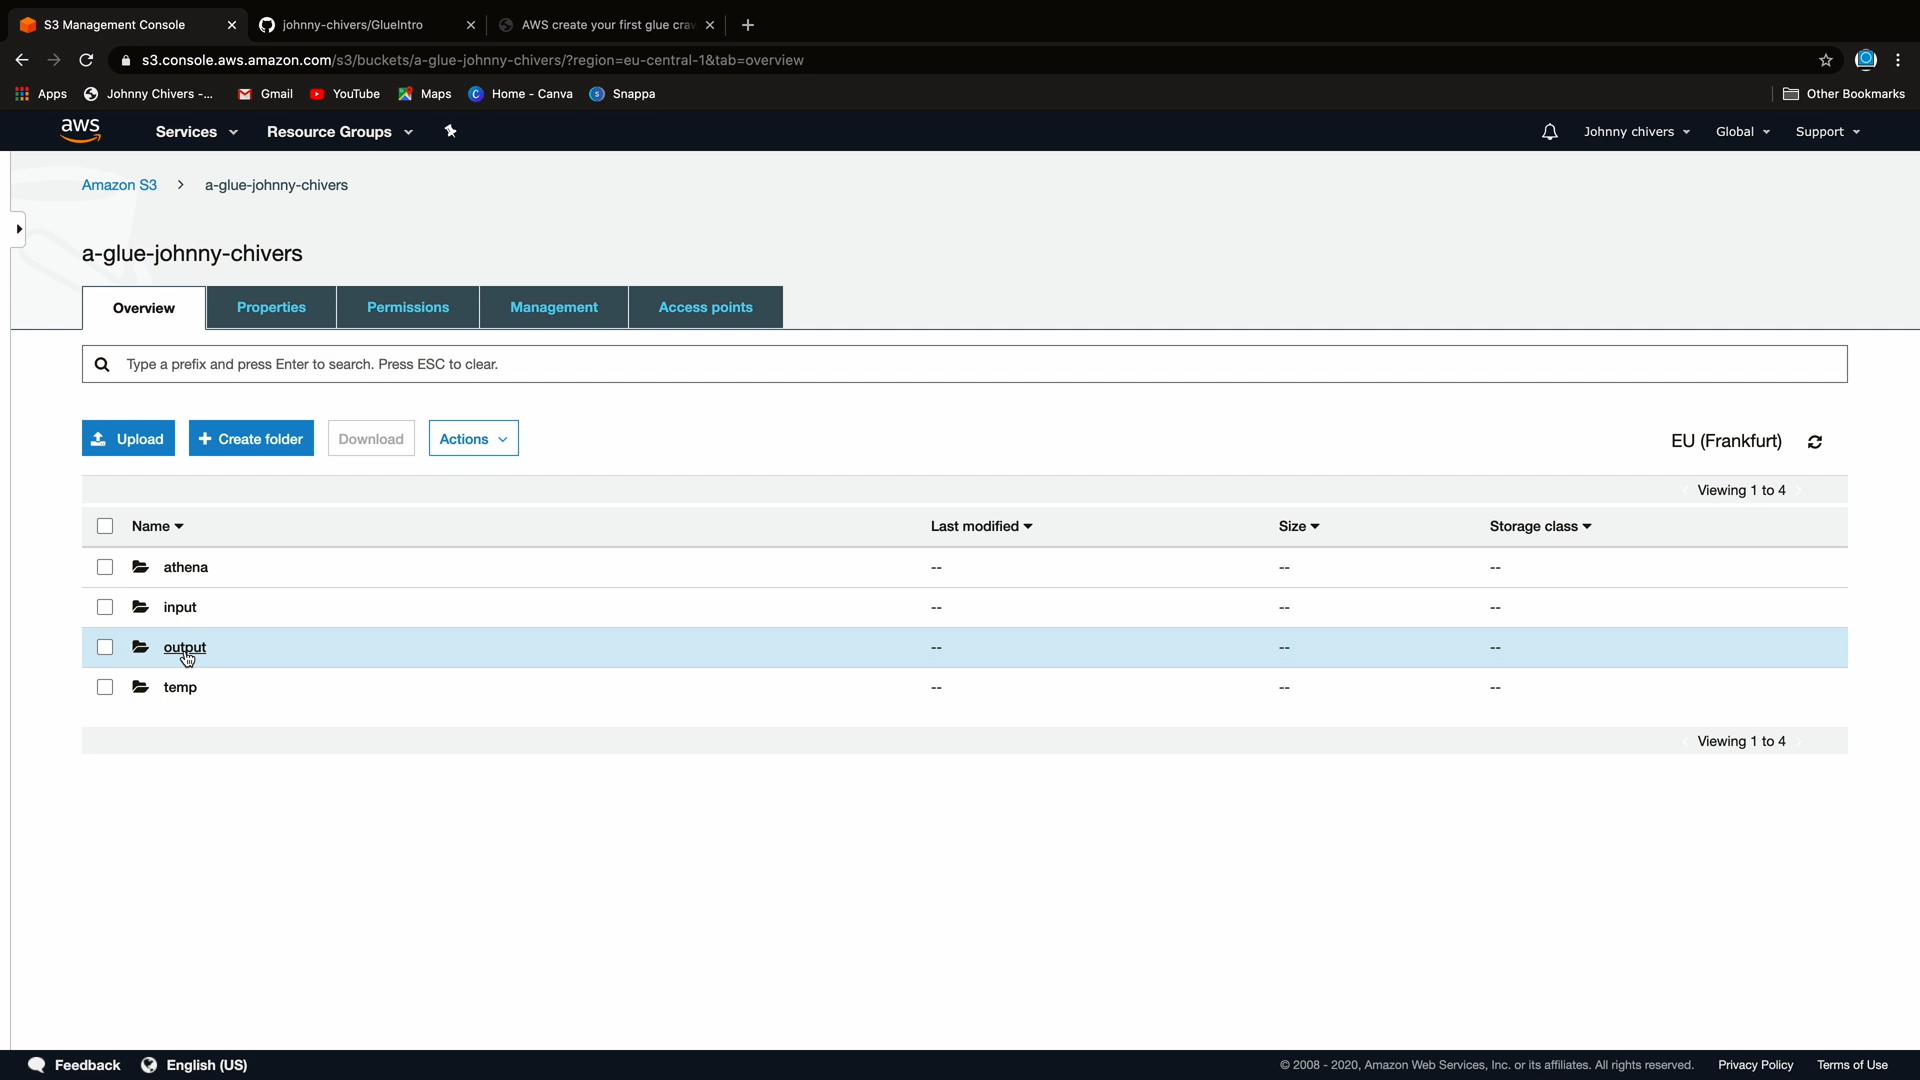 S3 Management Console
johnny-chivers/GlueIntro
AWS create your first glue craw
s3.console.aws.amazon.com/s3/buckets/a-glue-johnny-chivers/?region=eu-central-1&tab=overview
Apps Johnny Chivers -... Gmail YouTube Maps Home - Canva Snappa Other Bookmarks
aws Services Resource Groups Johnny chivers Global Support
Amazon S3 > a-glue-johnny-chivers
a-glue-johnny-chivers
Overview Properties Permissions Management Access points
Type a prefix and press Enter to search. Press ESC to clear.
Upload + Create folder Download Actions EU (Frankfurt)
Viewing 1 to 4
Name Last modified Size Storage class
athena -- -- --
input -- -- --
output -- -- --
temp -- -- --
Viewing 1 to 4
Feedback English (US) © 2008 - 2020, Amazon Web Services, Inc. or its affiliates. All rights reserved. Privacy Policy Terms of Use